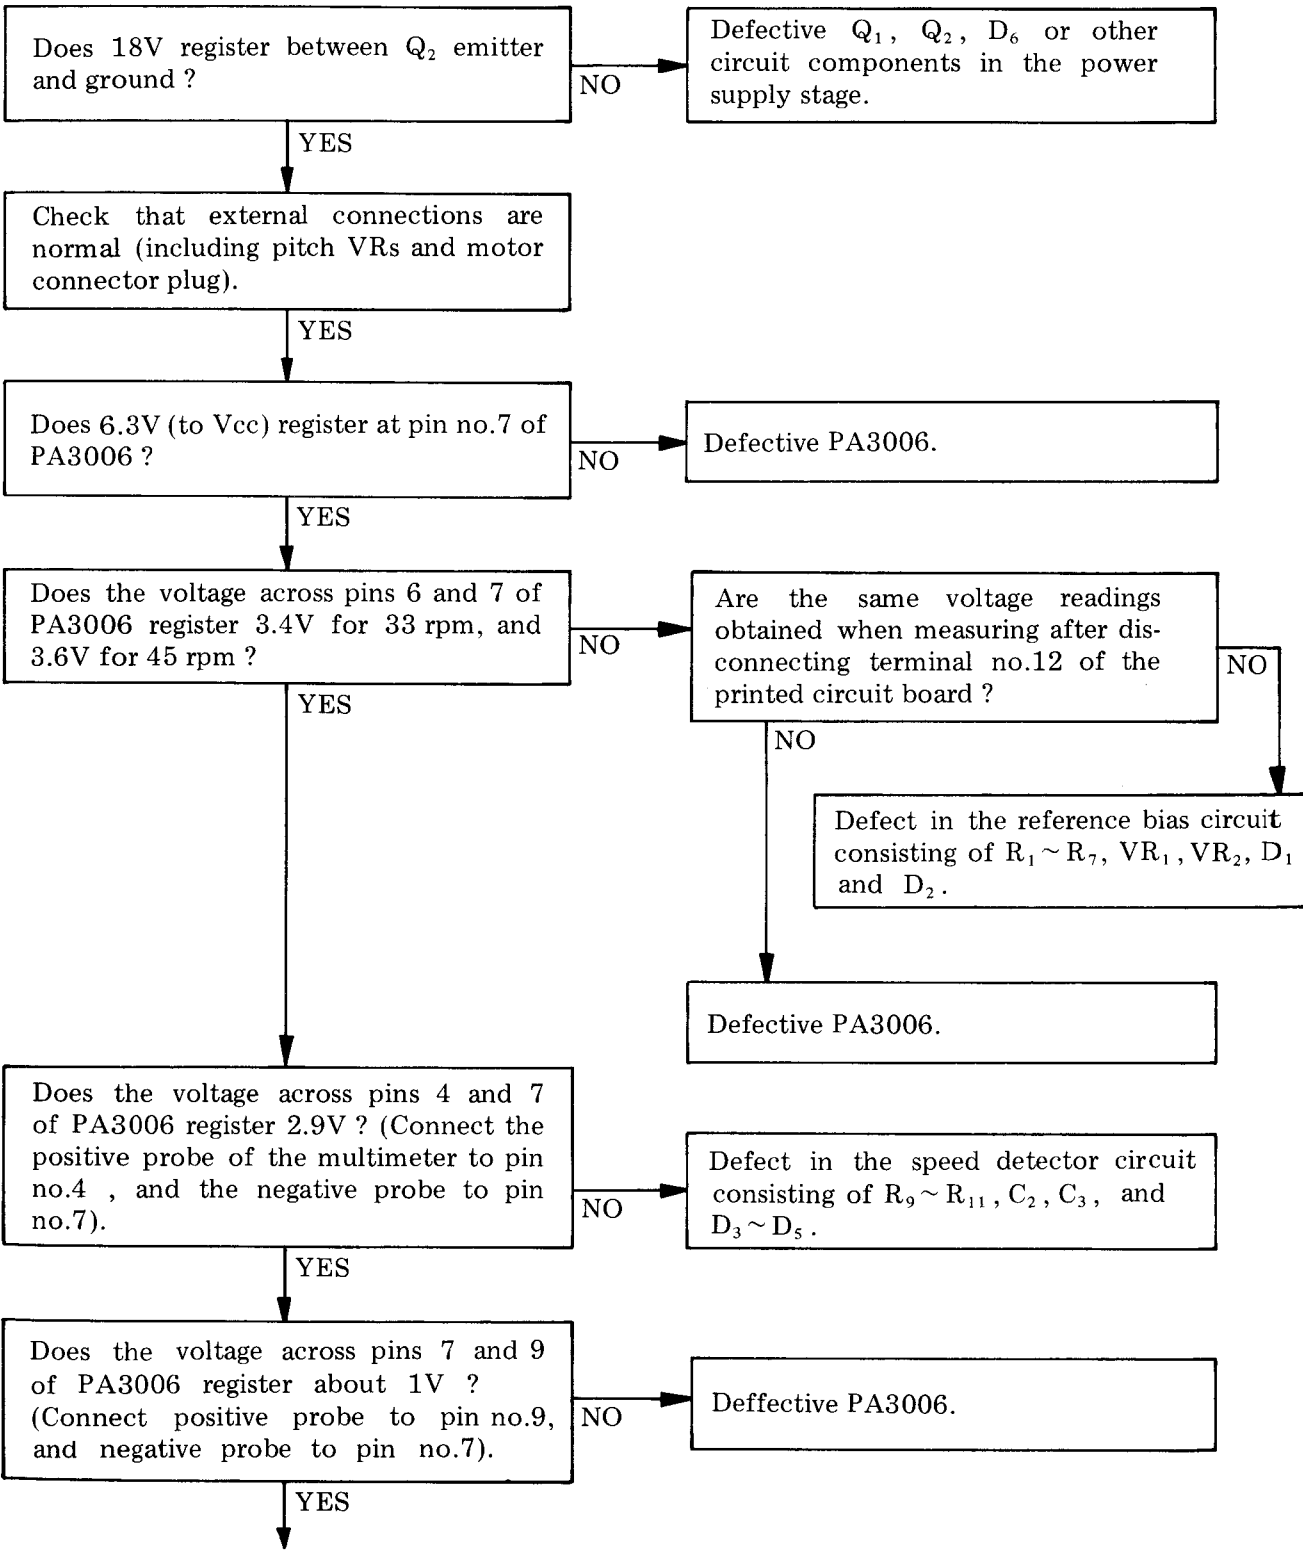 Does 18V register between Q₂ emitter
and ground ?
NO
Defective Q₁, Q₂, D₆ or other
circuit components in the power
supply stage.
YES
Check that external connections are
normal (including pitch VRs and motor
connector plug).
YES
Does 6.3V (to Vcc) register at pin no.7 of
PA3006 ?
NO
Defective PA3006.
YES
Does the voltage across pins 6 and 7 of
PA3006 register 3.4V for 33 rpm, and
3.6V for 45 rpm ?
NO
Are the same voltage readings
obtained when measuring after dis-
connecting terminal no.12 of the
printed circuit board ?
NO
YES
NO
Defect in the reference bias circuit
consisting of R₁ ~ R₇, VR₁, VR₂, D₁
and D₂.
Defective PA3006.
Does the voltage across pins 4 and 7
of PA3006 register 2.9V ? (Connect the
positive probe of the multimeter to pin
no.4 , and the negative probe to pin
no.7).
NO
Defect in the speed detector circuit
consisting of R₉ ~ R₁₁, C₂, C₃, and
D₃ ~ D₅.
YES
Does the voltage across pins 7 and 9
of PA3006 register about 1V ?
(Connect positive probe to pin no.9,
and negative probe to pin no.7).
NO
Deffective PA3006.
YES